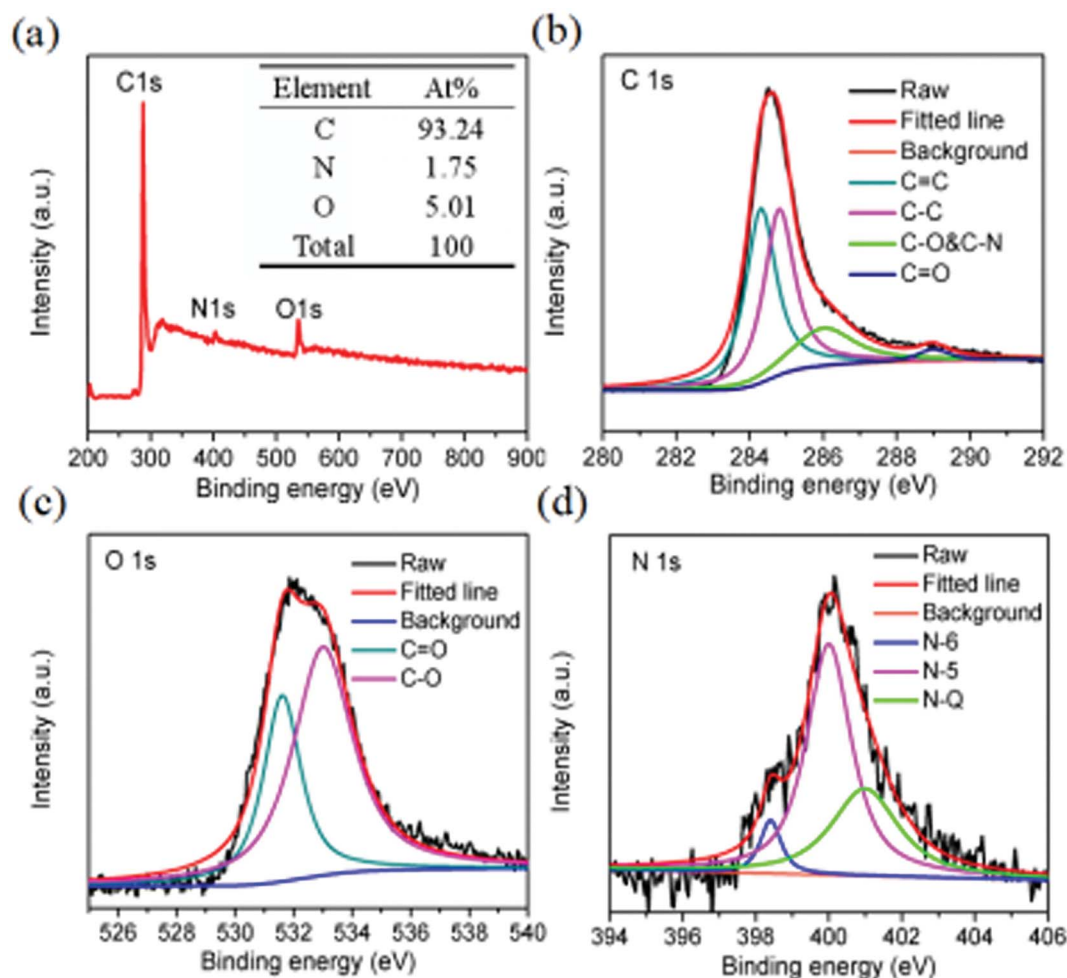 (a)
C1s
N1s
O1s
Element At%
C 93.24
N 1.75
O 5.01
Total 100
Intensity (a.u.)
200 300 400 500 600 700 800 900
Binding energy (eV)
(b)
C 1s
Raw
Fitted line
Background
C=C
C-C
C-O&C-N
C=O
Intensity (a.u.)
280 282 284 286 288 290 292
Binding energy (eV)
(c)
O 1s
Raw
Fitted line
Background
C=O
C-O
Intensity (a.u.)
526 528 530 532 534 536 538 540
Binding energy (eV)
(d)
N 1s
Raw
Fitted line
Background
N-6
N-5
N-Q
Intensity (a.u.)
394 396 398 400 402 404 406
Binding energy (eV)